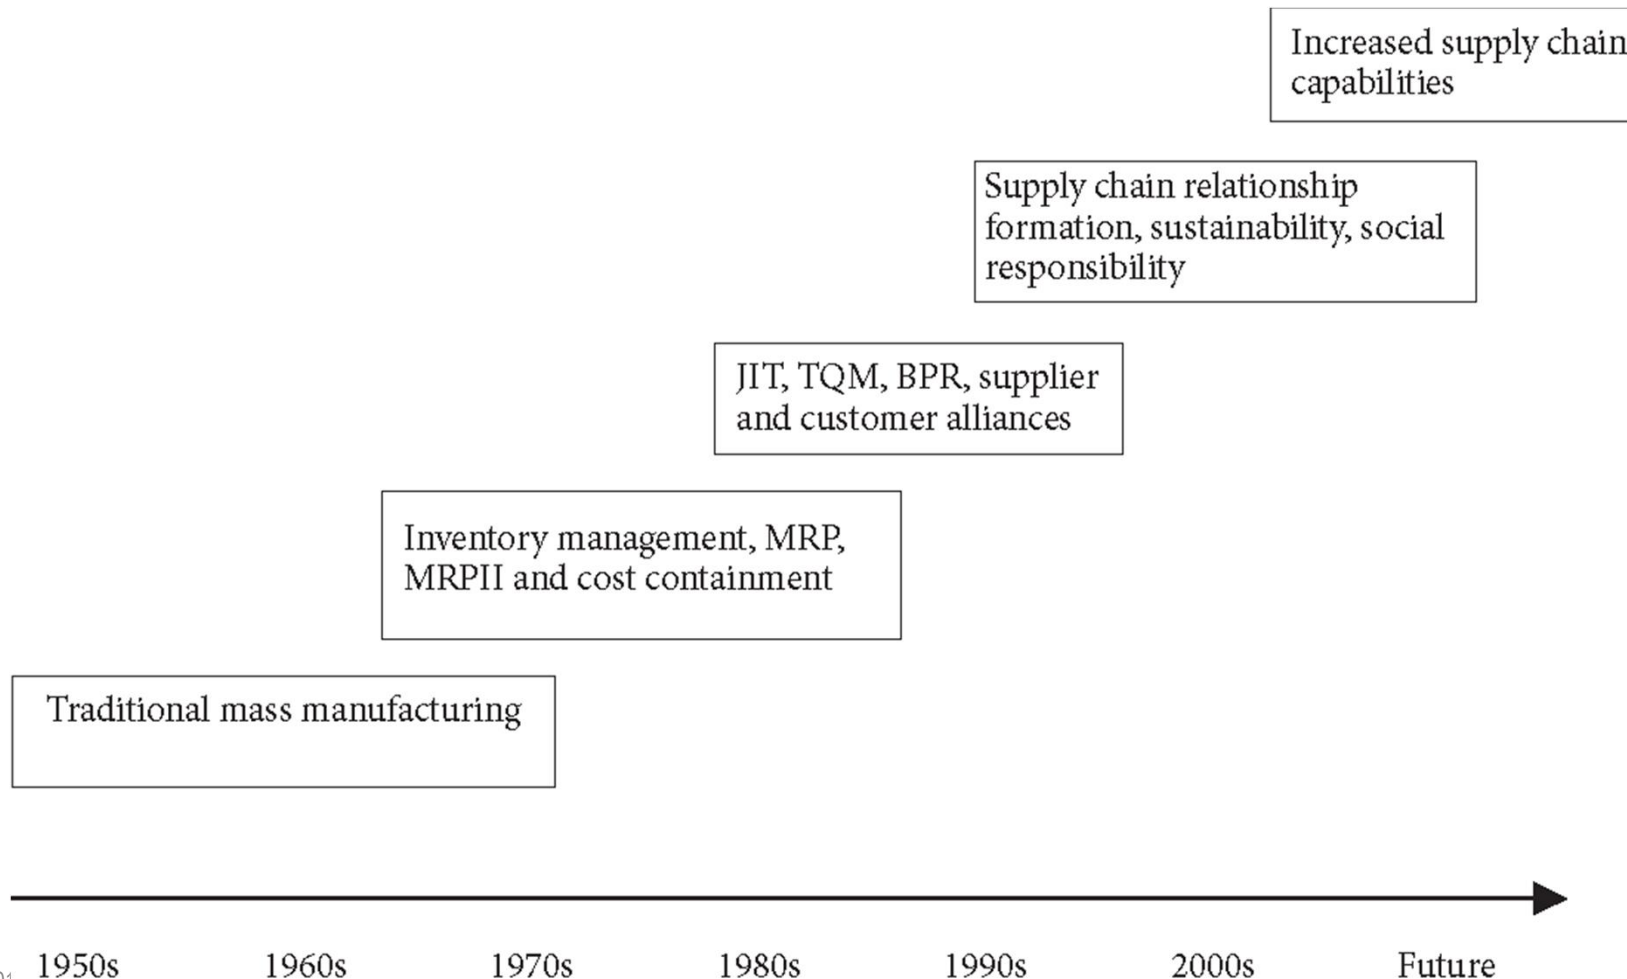 Increased supply chain
capabilities
Supply chain relationship
formation, sustainability, social
responsibility
JIT, TQM, BPR, supplier
and customer alliances
Inventory management, MRP,
MRPII and cost containment
Traditional mass manufacturing
1950s 1960s 1970s 1980s 1990s 2000s Future